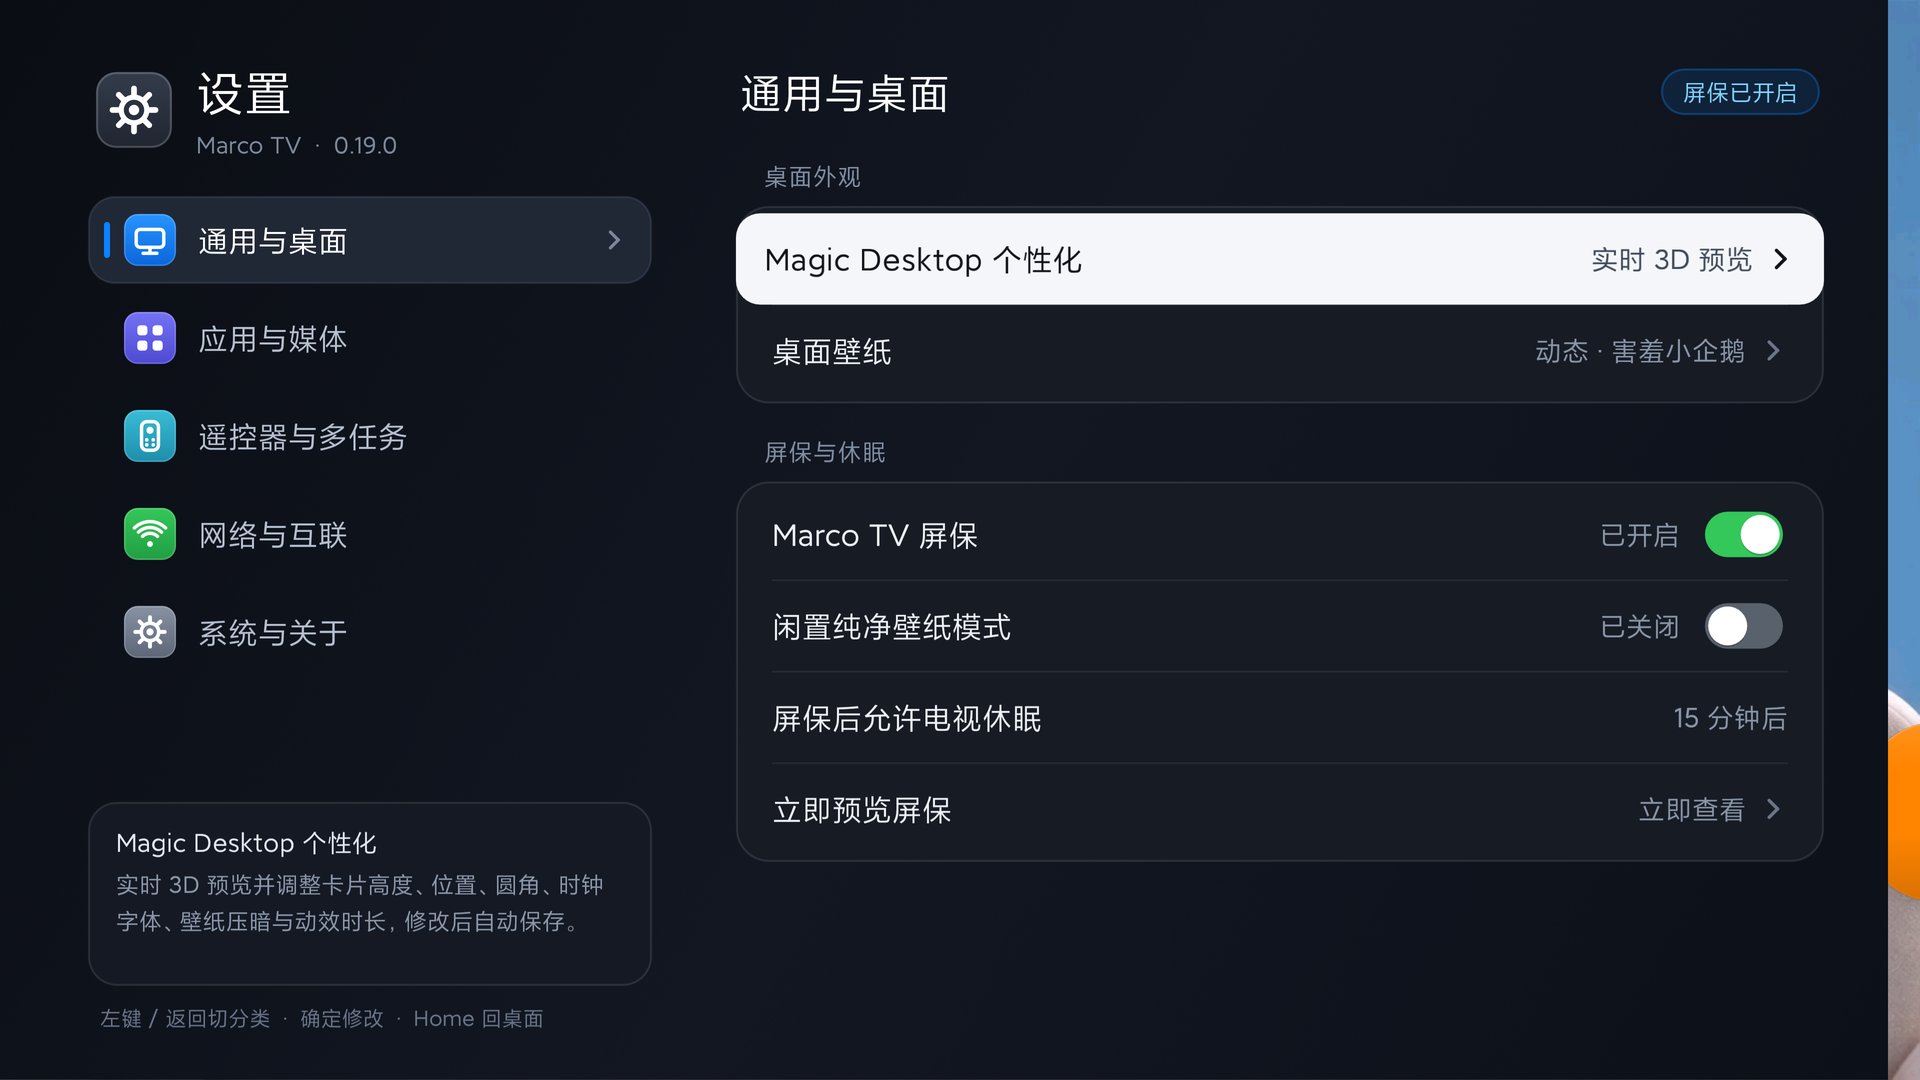 设置
Marco TV · 0.19.0
通用与桌面
应用与媒体
遥控器与多任务
网络与互联
系统与关于
Magic Desktop 个性化
实时 3D 预览并调整卡片高度、位置、圆角、时钟
字体、壁纸压暗与动效时长，修改后自动保存。
左键 / 返回切分类 · 确定修改 · Home 回桌面
通用与桌面
屏保已开启
桌面外观
Magic Desktop 个性化 实时 3D 预览
桌面壁纸 动态 · 害羞小企鹅
屏保与休眠
Marco TV 屏保 已开启
闲置纯净壁纸模式 已关闭
屏保后允许电视休眠 15 分钟后
立即预览屏保 立即查看